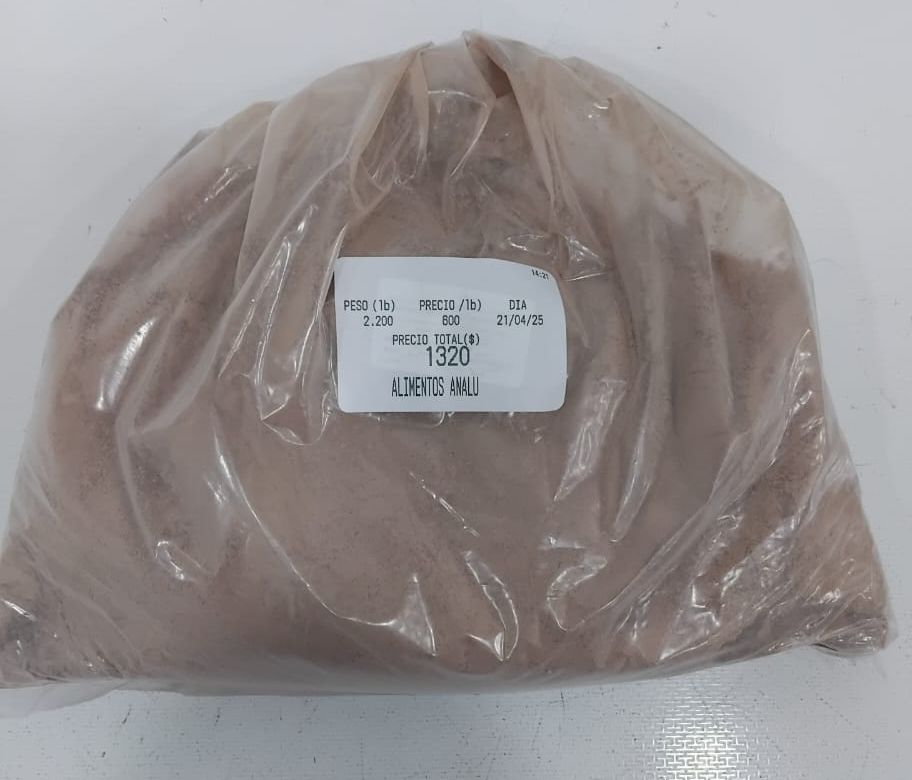 14:21
PESO (lb) PRECIO /lb) DIA
2.200 600 21/04/25
PRECIO TOTAL($)
1320
ALIMENTOS ANALU